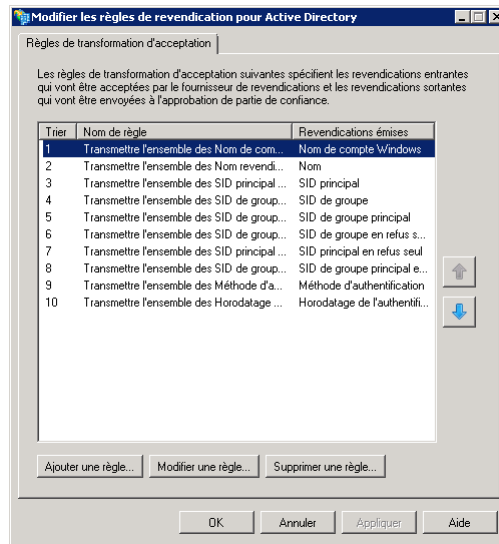 Modifier les règles de revendication pour Active Directory
Règles de transformation d'acceptation
Les règles de transformation d'acceptation suivantes spécifient les revendications entrantes
qui vont être acceptées par le fournisseur de revendications et les revendications sortantes
qui vont être envoyées à l'approbation de partie de confiance.
Trier Nom de règle Revendications émises
1 Transmettre l'ensemble des Nom de com... Nom de compte Windows
2 Transmettre l'ensemble des Nom revendi... Nom
3 Transmettre l'ensemble des SID principal ... SID principal
4 Transmettre l'ensemble des SID de group... SID de groupe
5 Transmettre l'ensemble des SID de group... SID de groupe principal
6 Transmettre l'ensemble des SID de group... SID de groupe en refus s...
7 Transmettre l'ensemble des SID principal ... SID principal en refus seul
8 Transmettre l'ensemble des SID de group... SID de groupe principal e...
9 Transmettre l'ensemble des Méthode d'a... Méthode d'authentification
10 Transmettre l'ensemble des Horodatage ... Horodatage de l'authentifi...
Ajouter une règle... Modifier une règle... Supprimer une règle...
OK Annuler Appliquer Aide